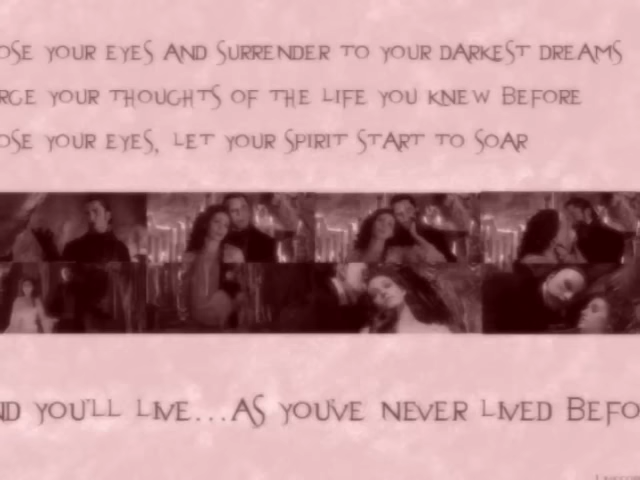 OSE YOUR EYES AND SURRENDER TO YOUR DARKEST DREAMS
RGE YOUR THOUGHTS OF THE LIFE YOU KNEW BEFORE
OSE YOUR EYES, LET YOUR SPIRIT START TO SOAR
ND YOU'LL LIVE...AS YOU'VE NEVER LIVED BEFO